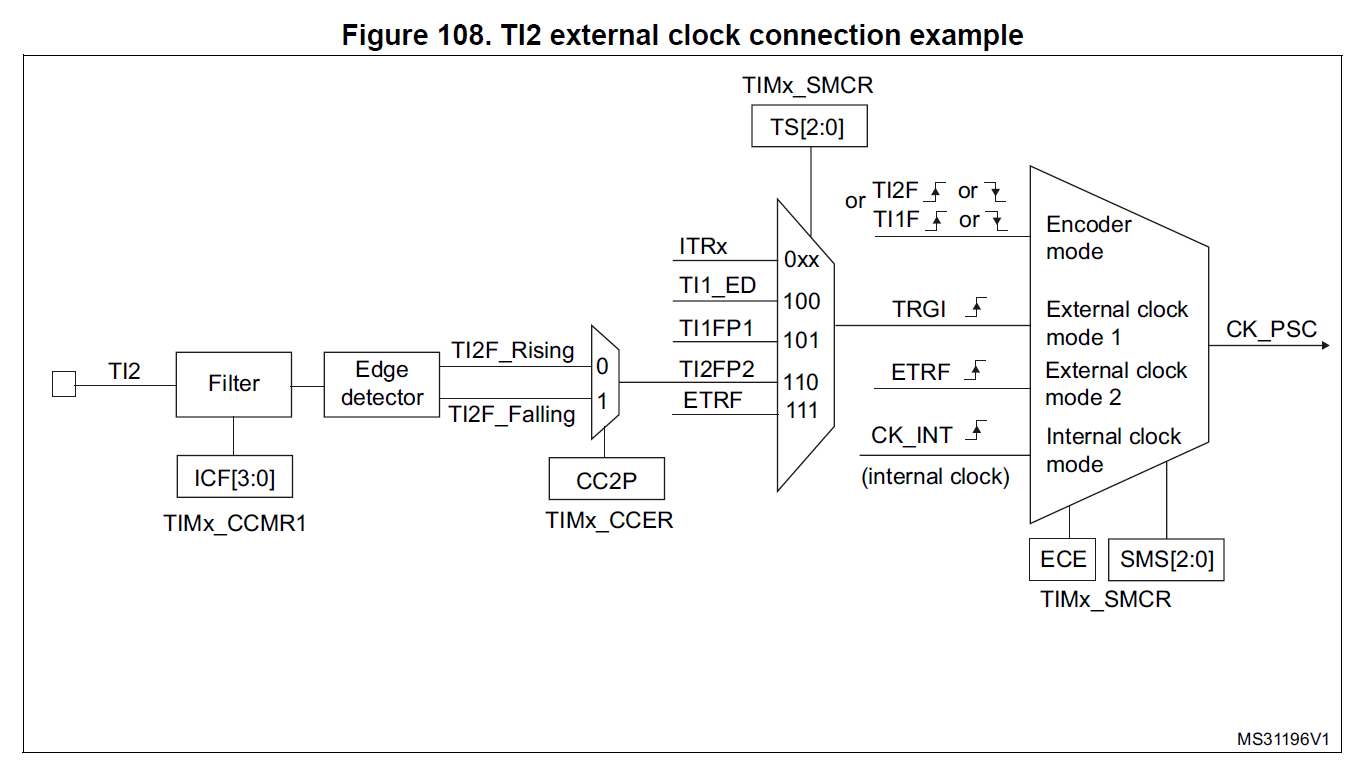 Figure 108. TI2 external clock connection example
TIMx_SMCR
TS[2:0]
or TI2F or
TI1F or
Encoder
mode
ITRx
0xx
TI1_ED
100
TRGI
External clock
mode 1
TI1FP1
101
CK_PSC
TI2
Filter
Edge
detector
TI2F_Rising
0
TI2F_Falling
1
TI2FP2
110
ETRF
111
ETRF
External clock
mode 2
CK_INT
(internal clock)
Internal clock
mode
ICF[3:0]
TIMx_CCMR1
CC2P
TIMx_CCER
ECE
SMS[2:0]
TIMx_SMCR
MS31196V1